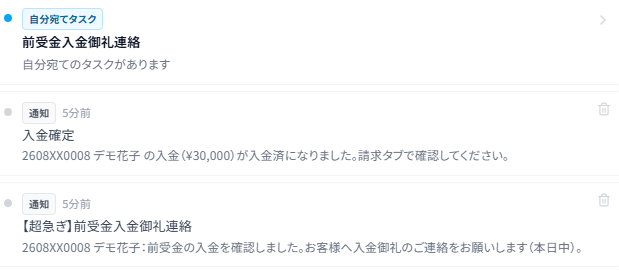 自分宛てタスク
前受金入金御礼連絡
自分宛てのタスクがあります
通知 5分前
入金確定
2608XX0008 デモ花子 の入金（¥30,000）が入金済になりました。請求タブで確認してください。
通知 5分前
【超急ぎ】前受金入金御礼連絡
2608XX0008 デモ花子：前受金の入金を確認しました。お客様へ入金御礼のご連絡をお願いします（本日中）。